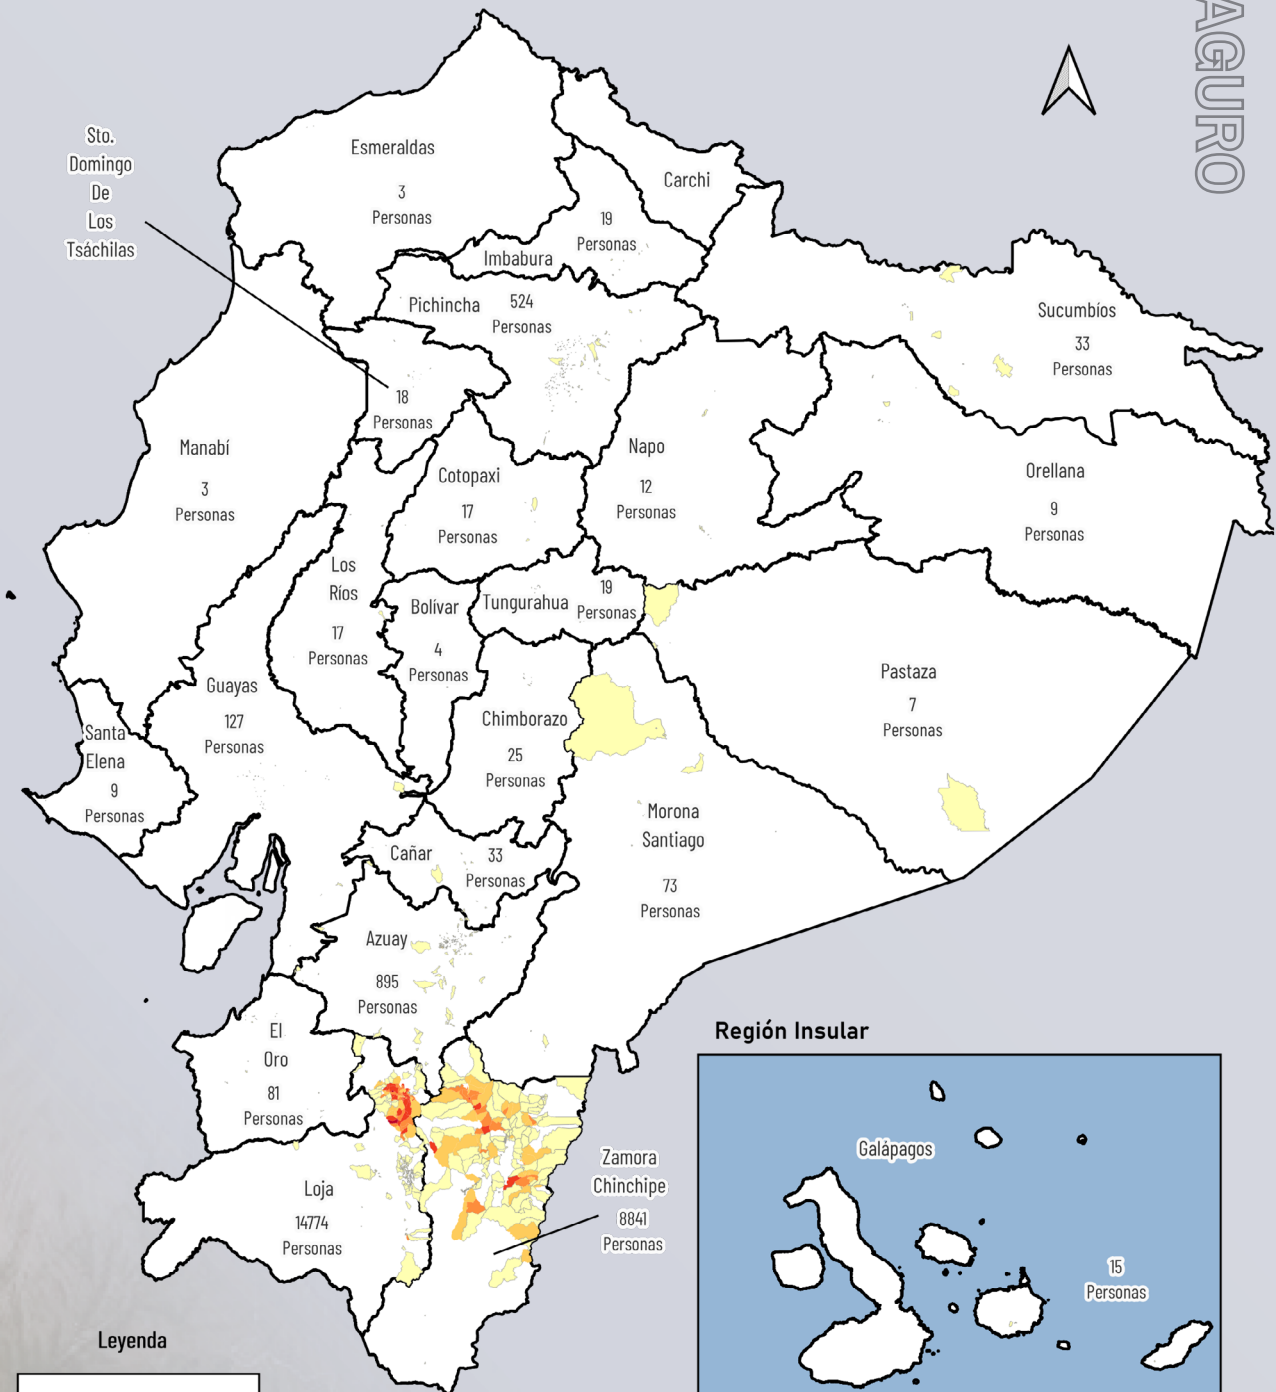 AGURO
Sto.
Domingo
De
Los
Tsáchilas
Esmeraldas
3
Personas
Carchi
19
Personas
Imbabura
Pichincha
524
Personas
Sucumbíos
33
Personas
18
Personas
Manabí
3
Personas
Cotopaxi
17
Personas
Napo
12
Personas
Orellana
9
Personas
Los
Ríos
17
Personas
Bolívar
4
Personas
Tungurahua
19
Personas
Guayas
127
Personas
Santa
Elena
9
Personas
Chimborazo
25
Personas
Pastaza
7
Personas
Morona
Santiago
73
Personas
Cañar
33
Personas
Azuay
895
Personas
El
Oro
81
Personas
Loja
14774
Personas
Zamora
Chinchipe
8841
Personas
Región Insular
Galápagos
15
Personas
Leyenda